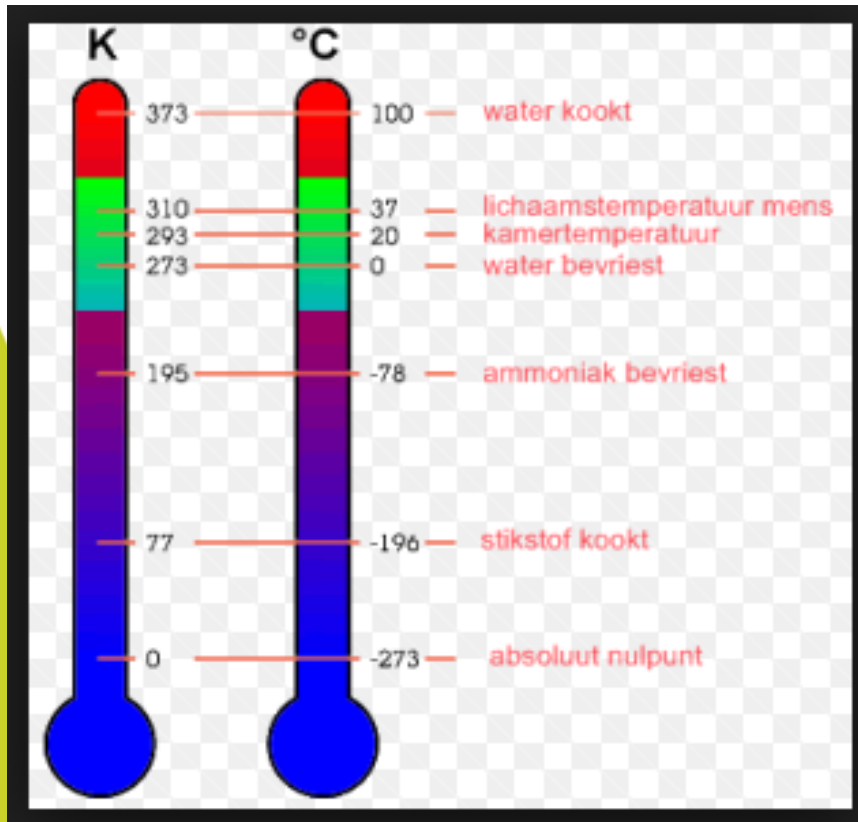 K °C
373 100 water kookt
310 37 lichaamstemperatuur mens
293 20 kamertemperatuur
273 0 water bevriest
195 -78 ammoniak bevriest
77 -196 stikstof kookt
0 -273 absoluut nulpunt